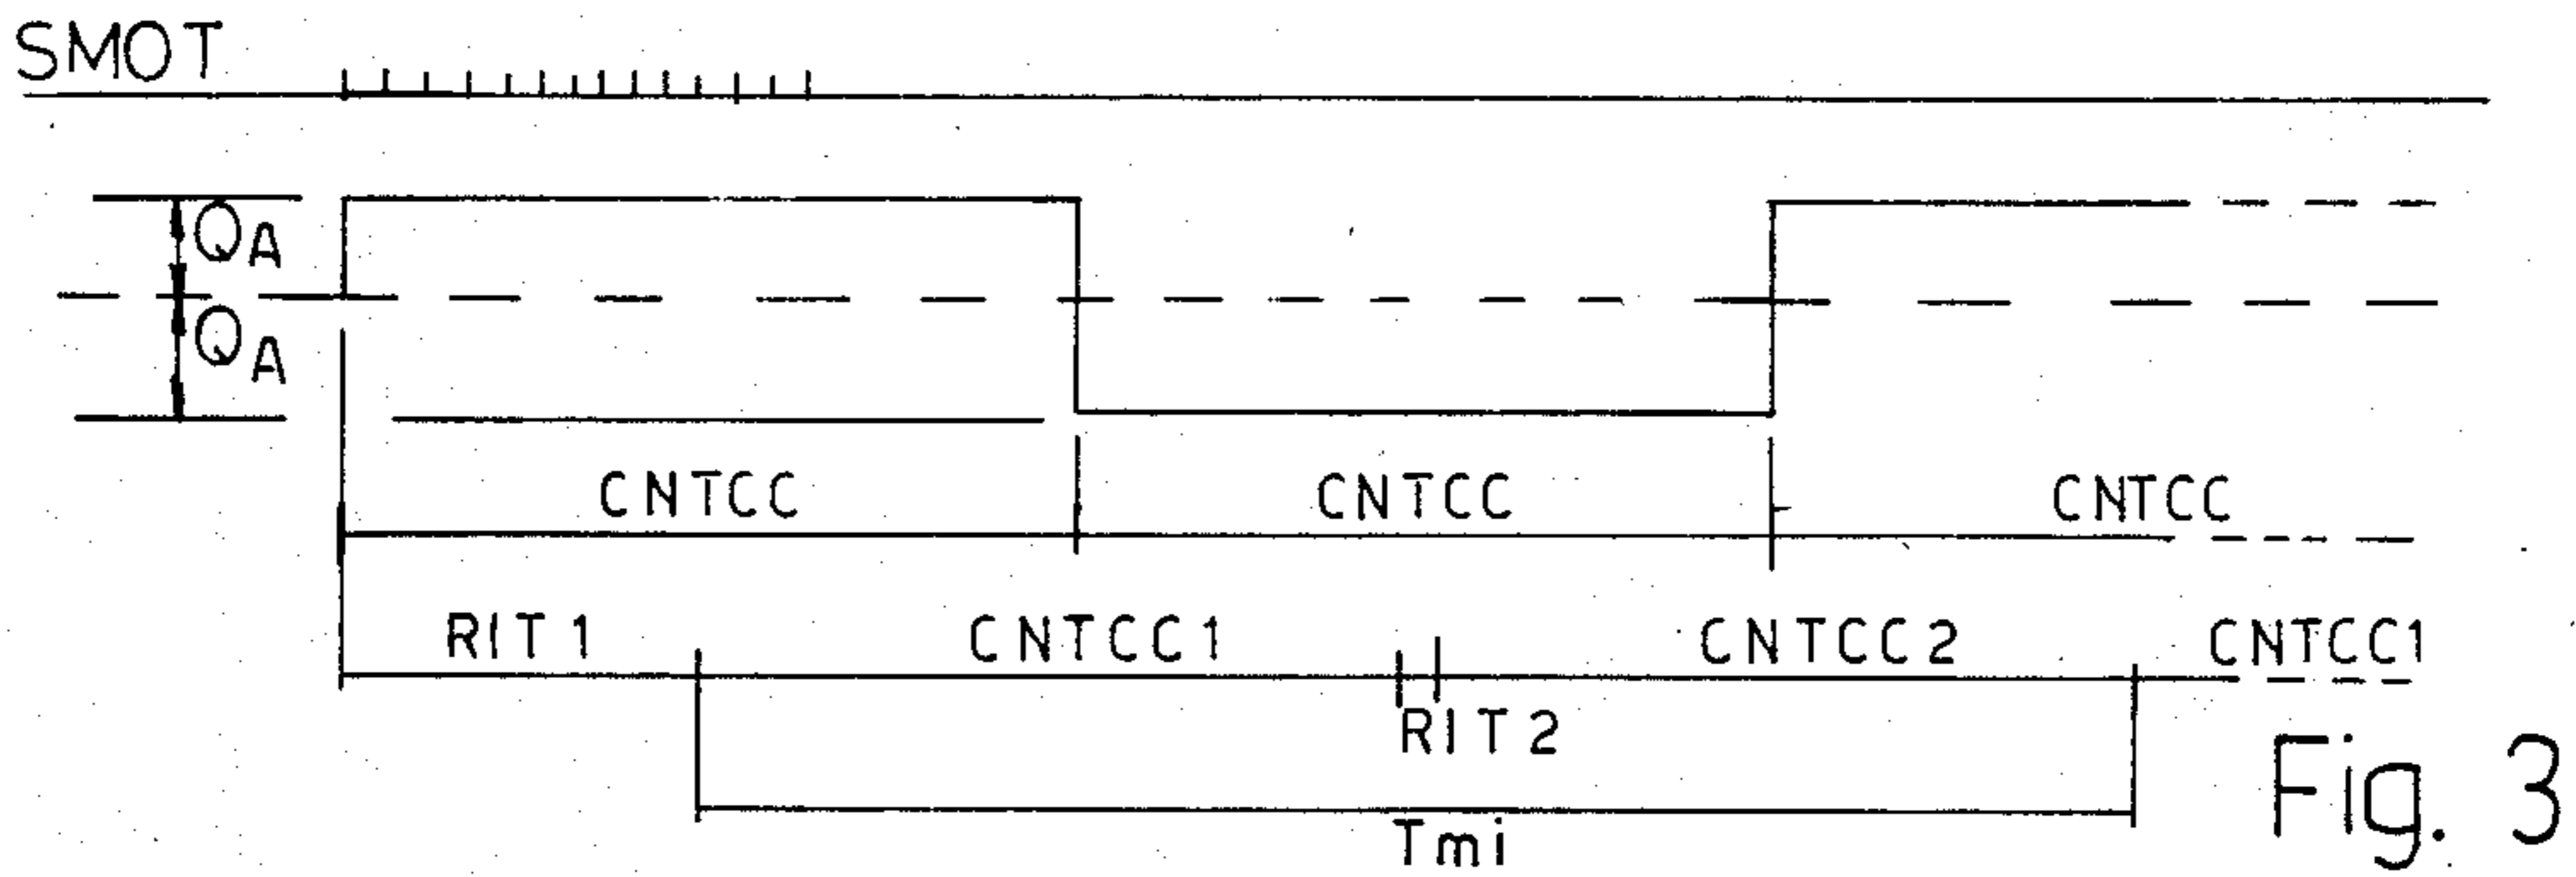 SMOT
QA
QA
CNTCC CNTCC CNTCC
RIT1 CNTCC1 CNTCC2 CNTCC1
RIT2
Tmi
Fig. 3